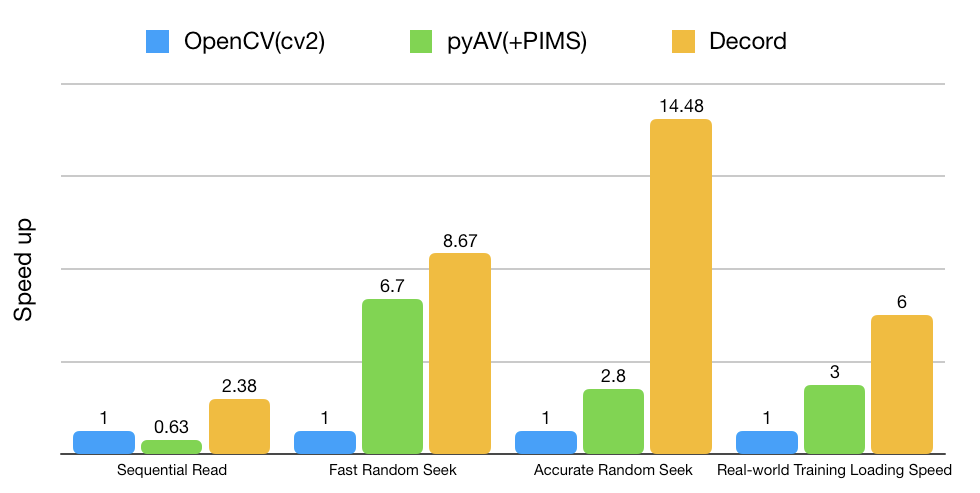 OpenCV(cv2) pyAV(+PIMS) Decord
Speed up
1 0.63 2.38 1 6.7 8.67 1 2.8 14.48 1 3 6
Sequential Read Fast Random Seek Accurate Random Seek Real-world Training Loading Speed